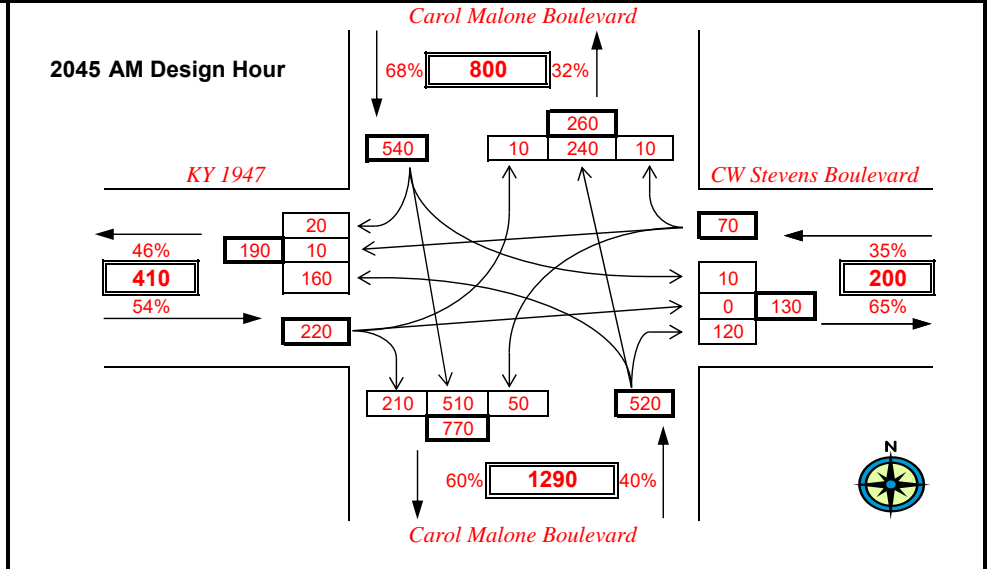 Carol Malone Boulevard
2045 AM Design Hour
68% 800 32%
260
540
10 240 10
KY 1947
CW Stevens Boulevard
20
70
46%
190 10
35%
410
160
10
200
54%
0 130
65%
220
120
210 510 50
520
770
N
60% 1290 40%
Carol Malone Boulevard